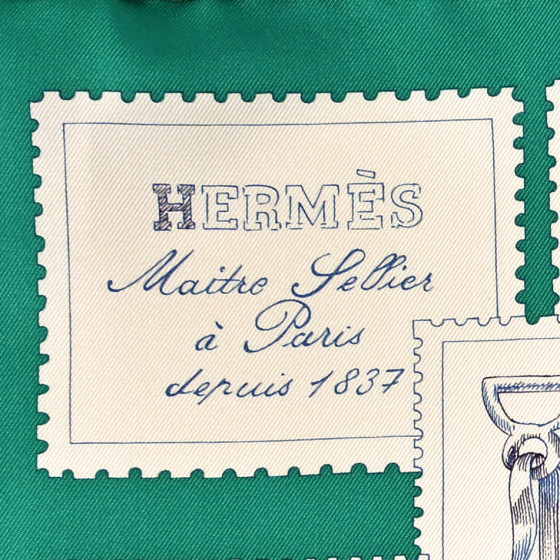 HERMÈS
Maitre Sellier
à Paris
depuis 1837